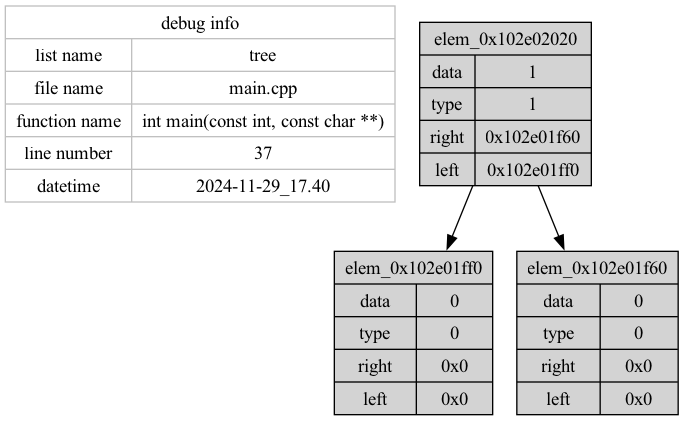 debug info
list name tree
file name main.cpp
function name int main(const int, const char **)
line number 37
datetime 2024-11-29_17.40
elem_0x102e02020
data 1
type 1
right 0x102e01f60
left 0x102e01ff0
elem_0x102e01ff0
data 0
type 0
right 0x0
left 0x0
elem_0x102e01f60
data 0
type 0
right 0x0
left 0x0